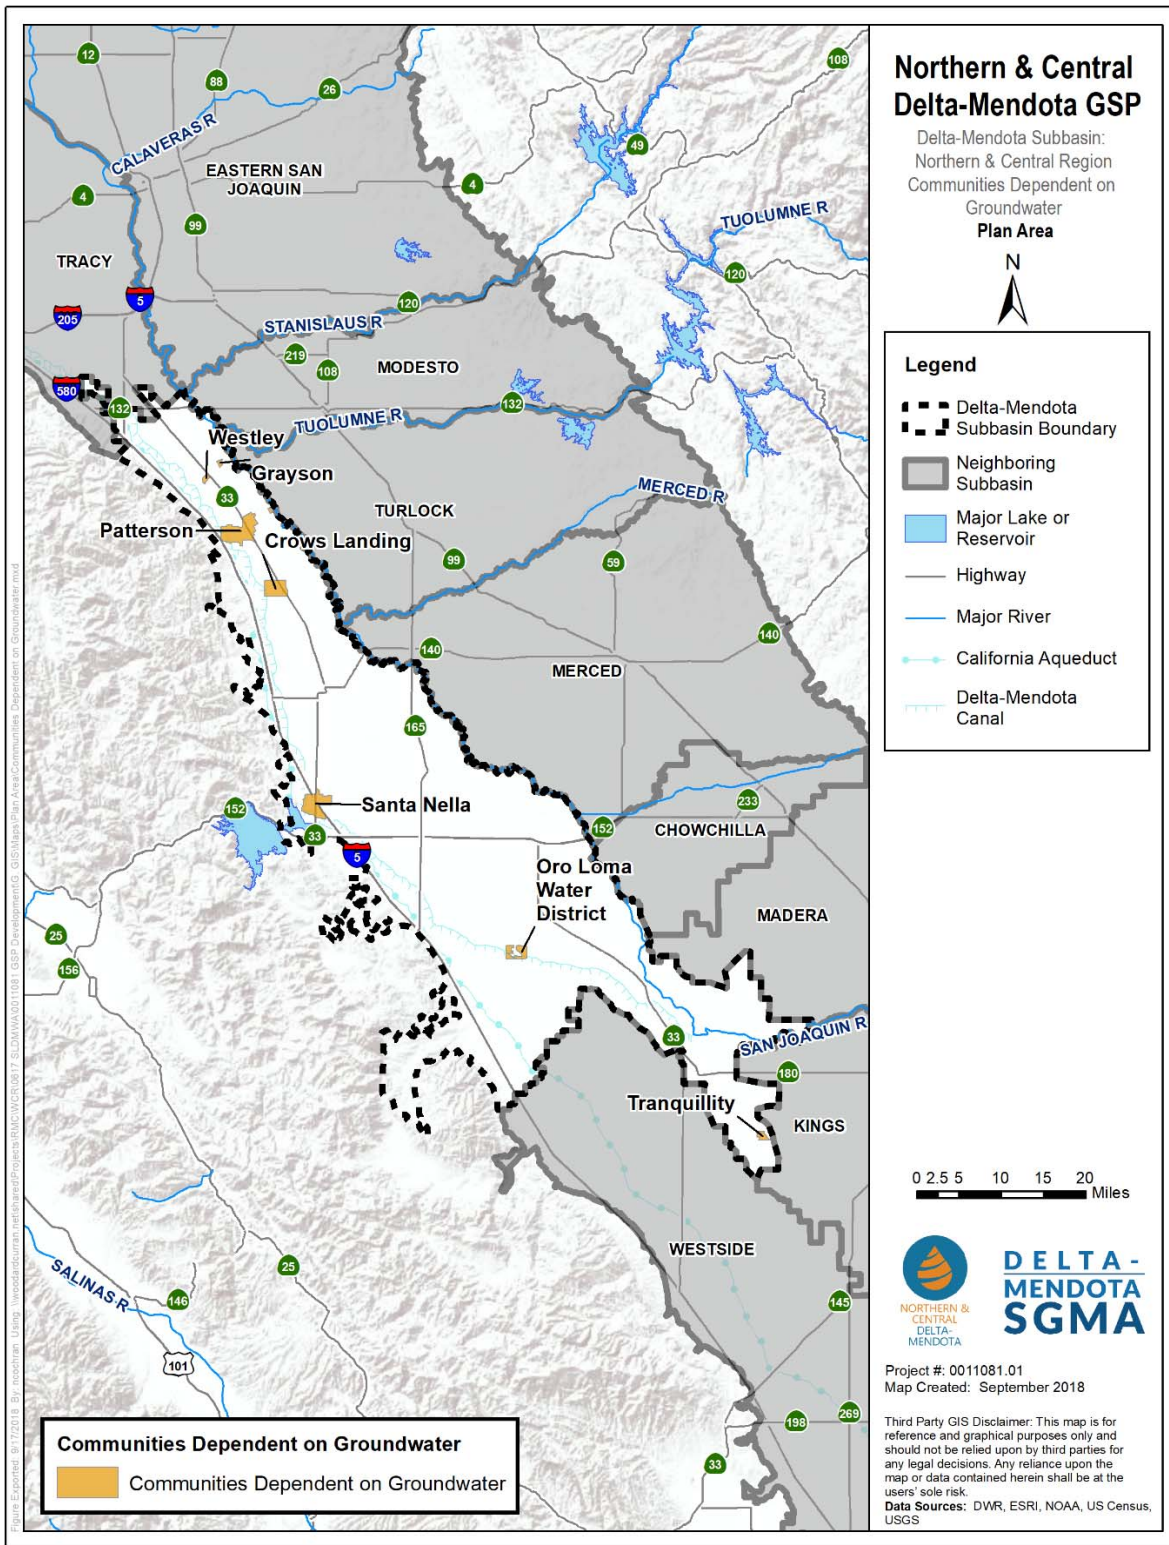 Northern & Central
Delta-Mendota GSP
Delta-Mendota Subbasin:
Northern & Central Region
Communities Dependent on
Groundwater
Plan Area
N
Legend
Delta-Mendota
Subbasin Boundary
Neighboring
Subbasin
Major Lake or
Reservoir
Highway
Major River
California Aqueduct
Delta-Mendota
Canal
12
88
26
108
CALAVERAS R
49
EASTERN SAN
JOAQUIN
4
4
99
TUOLUMNE R
TRACY
120
5
120
205
STANISLAUS R
219
108
MODESTO
580
132
132
TUOLUMNE R
Westley
Grayson
33
MERCED R
TURLOCK
Patterson
Crows Landing
99
59
140
140
MERCED
165
Santa Nella
152
33
5
233
152
CHOWCHILLA
Oro Loma
Water
District
MADERA
25
156
SAN JOAQUIN R
33
180
Tranquillity
KINGS
WESTSIDE
SALINAS R
25
146
145
101
198
269
33
0 2.5 5 10 15 20
Miles
NORTHERN &
CENTRAL
DELTA-
MENDOTA
DELTA-
MENDOTA
SGMA
Project #: 0011081.01
Map Created: September 2018
Third Party GIS Disclaimer: This map is for
reference and graphical purposes only and
should not be relied upon by third parties for
any legal decisions. Any reliance upon the
map or data contained herein shall be at the
users' sole risk.
Data Sources: DWR, ESRI, NOAA, US Census,
USGS
Communities Dependent on Groundwater
Communities Dependent on Groundwater